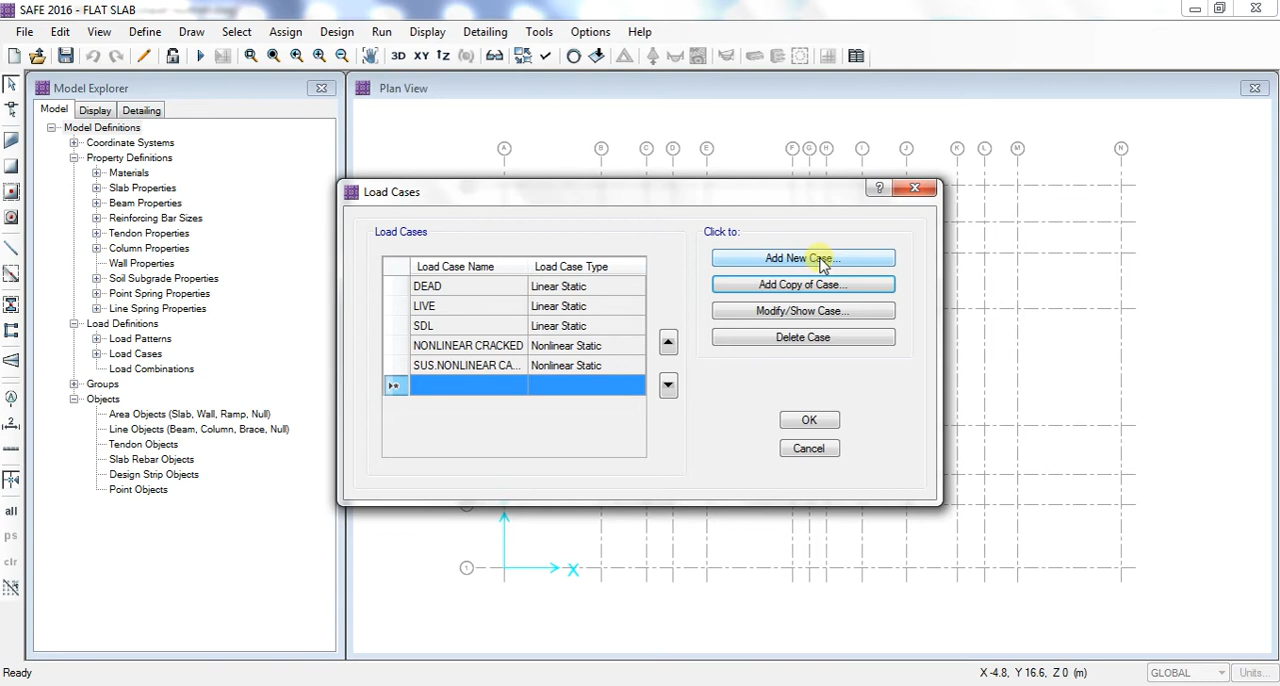 SAFE 2016 - FLAT SLAB
File Edit View Define Draw Select Assign Design Run Display Detailing Tools Options Help
3D XY
Model Explorer
Plan View
Model Display Detailing
Model Definitions
Coordinate Systems
Property Definitions
Materials
Slab Properties
Beam Properties
Reinforcing Bar Sizes
Tendon Properties
Column Properties
Wall Properties
Soil Subgrade Properties
Point Spring Properties
Line Spring Properties
Load Definitions
Load Patterns
Load Cases
Load Combinations
Groups
Objects
Area Objects (Slab, Wall, Ramp, Null)
Line Objects (Beam, Column, Brace, Null)
Tendon Objects
Slab Rebar Objects
Design Strip Objects
Point Objects
all
ps
clr
A B C D E F G H I J K L M N
Load Cases
Load Cases
Load Case Name Load Case Type
DEAD Linear Static
LIVE Linear Static
SDL Linear Static
NONLINEAR CRACKED Nonlinear Static
SUS.NONLINEAR CA... Nonlinear Static
Click to:
Add New Case...
Add Copy of Case...
Modify/Show Case...
Delete Case
OK
Cancel
1
X
Ready
X -4.8, Y 16.6, Z 0 (m)
GLOBAL
Units...